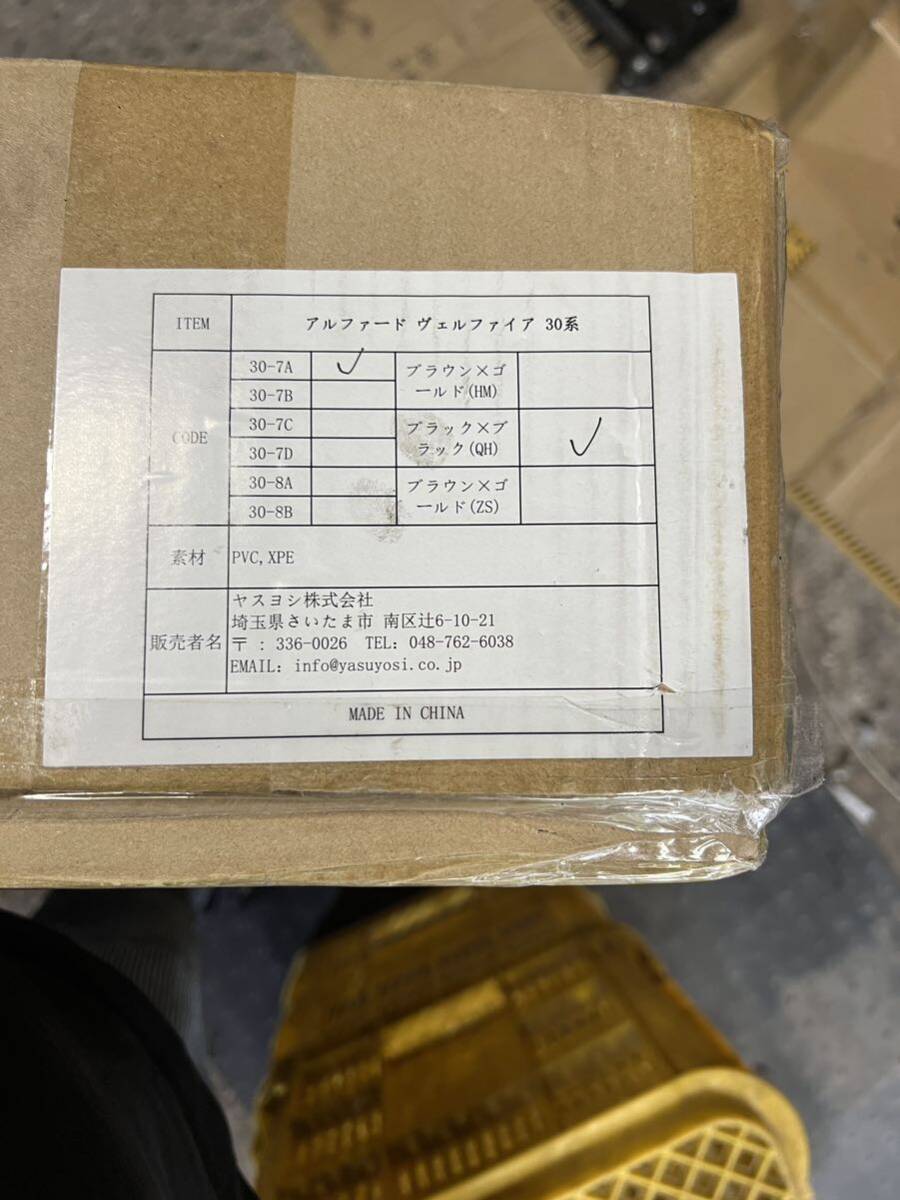 ITEM
アルファード ヴェルファイア 30系
CODE
30-7A ✓
30-7B
30-7C
30-7D
30-8A
30-8B
ブラウン×ゴ
ールド(HM)
ブラック×ブ
ラック(QH) ✓
ブラウン×ゴ
ールド(ZS)
素材
PVC,XPE
販売者名
ヤスヨシ株式会社
埼玉県さいたま市 南区辻6-10-21
〒 : 336-0026 TEL: 048-762-6038
EMAIL: info@yasuyosi.co.jp
MADE IN CHINA